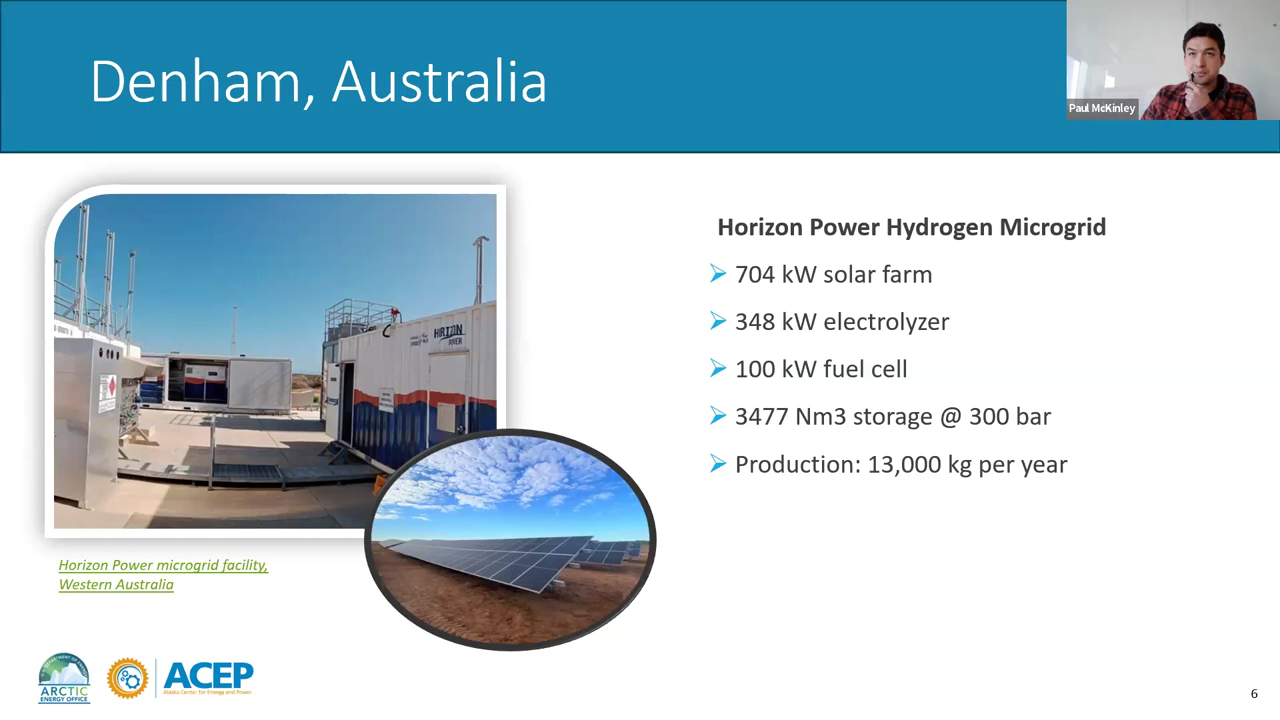 Denham, Australia
Paul McKinley
Horizon Power Hydrogen Microgrid
704 kW solar farm
348 kW electrolyzer
100 kW fuel cell
3477 Nm3 storage @ 300 bar
Production: 13,000 kg per year
HORIZON
POWER
Horizon Power microgrid facility,
Western Australia
ARCTIC
ENERGY OFFICE
ACEP
Alaska Center for Energy and Power
6